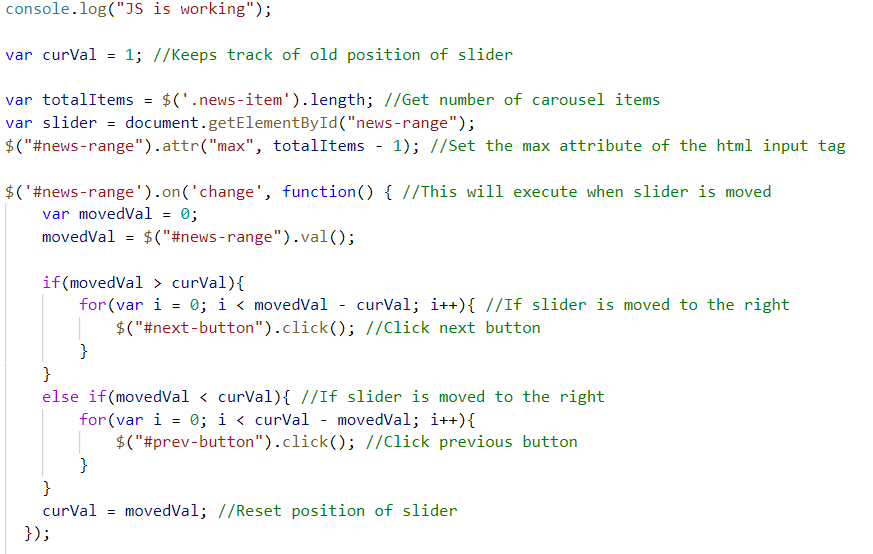 console.log("JS is working");
var curVal = 1; //Keeps track of old position of slider
var totalItems = $('.news-item').length; //Get number of carousel items
var slider = document.getElementById("news-range");
$("#news-range").attr("max", totalItems - 1); //Set the max attribute of the html input tag
$('#news-range').on('change', function() { //This will execute when slider is moved
    var movedVal = 0;
    movedVal = $("#news-range").val();
    if(movedVal > curVal){
        for(var i = 0; i < movedVal - curVal; i++){ //If slider is moved to the right
            $("#next-button").click(); //Click next button
        }
    }
    else if(movedVal < curVal){ //If slider is moved to the right
        for(var i = 0; i < curVal - movedVal; i++){
            $("#prev-button").click(); //Click previous button
        }
    }
    curVal = movedVal; //Reset position of slider
  });